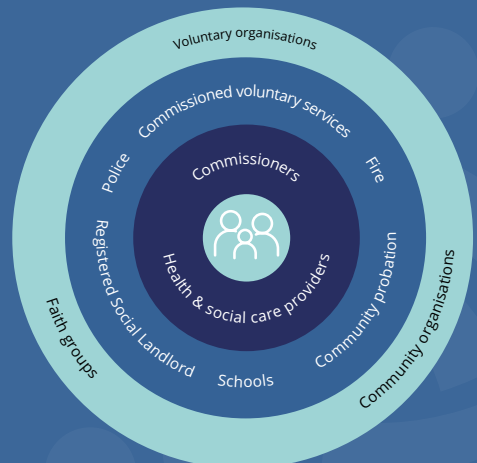 Voluntary organisations
Commissioned voluntary services
Police
Fire
Commissioners
Health & social care providers
Registered Social Landlord
Community probation
Schools
Faith groups
Community organisations